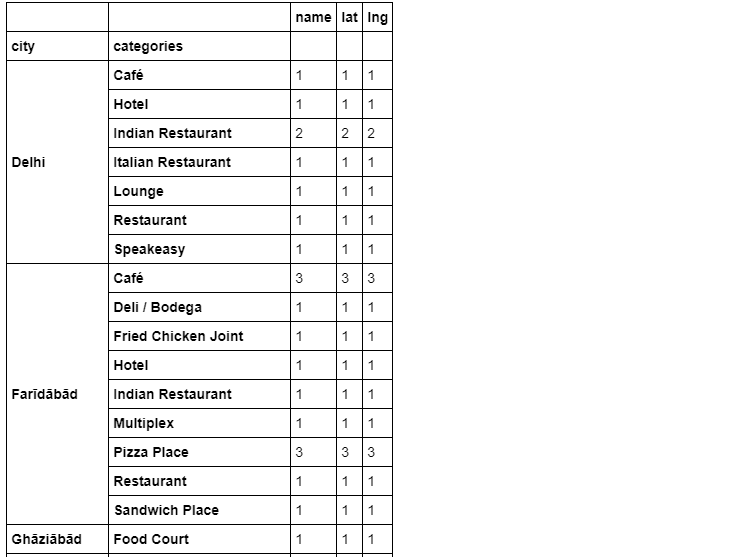 name lat lng
city categories
Café 1 1 1
Hotel 1 1 1
Indian Restaurant 2 2 2
Delhi Italian Restaurant 1 1 1
Lounge 1 1 1
Restaurant 1 1 1
Speakeasy 1 1 1
Café 3 3 3
Deli / Bodega 1 1 1
Fried Chicken Joint 1 1 1
Hotel 1 1 1
Farīdābād Indian Restaurant 1 1 1
Multiplex 1 1 1
Pizza Place 3 3 3
Restaurant 1 1 1
Sandwich Place 1 1 1
Ghāziābād Food Court 1 1 1